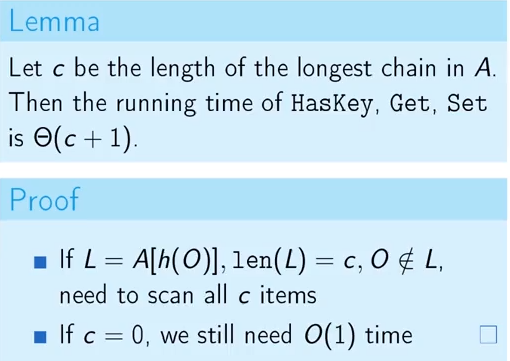 Lemma
Let c be the length of the longest chain in A.
Then the running time of HasKey, Get, Set
is Θ(c + 1).
Proof
If L = A[h(O)], len(L) = c, O ∉ L,
need to scan all c items
If c = 0, we still need O(1) time □